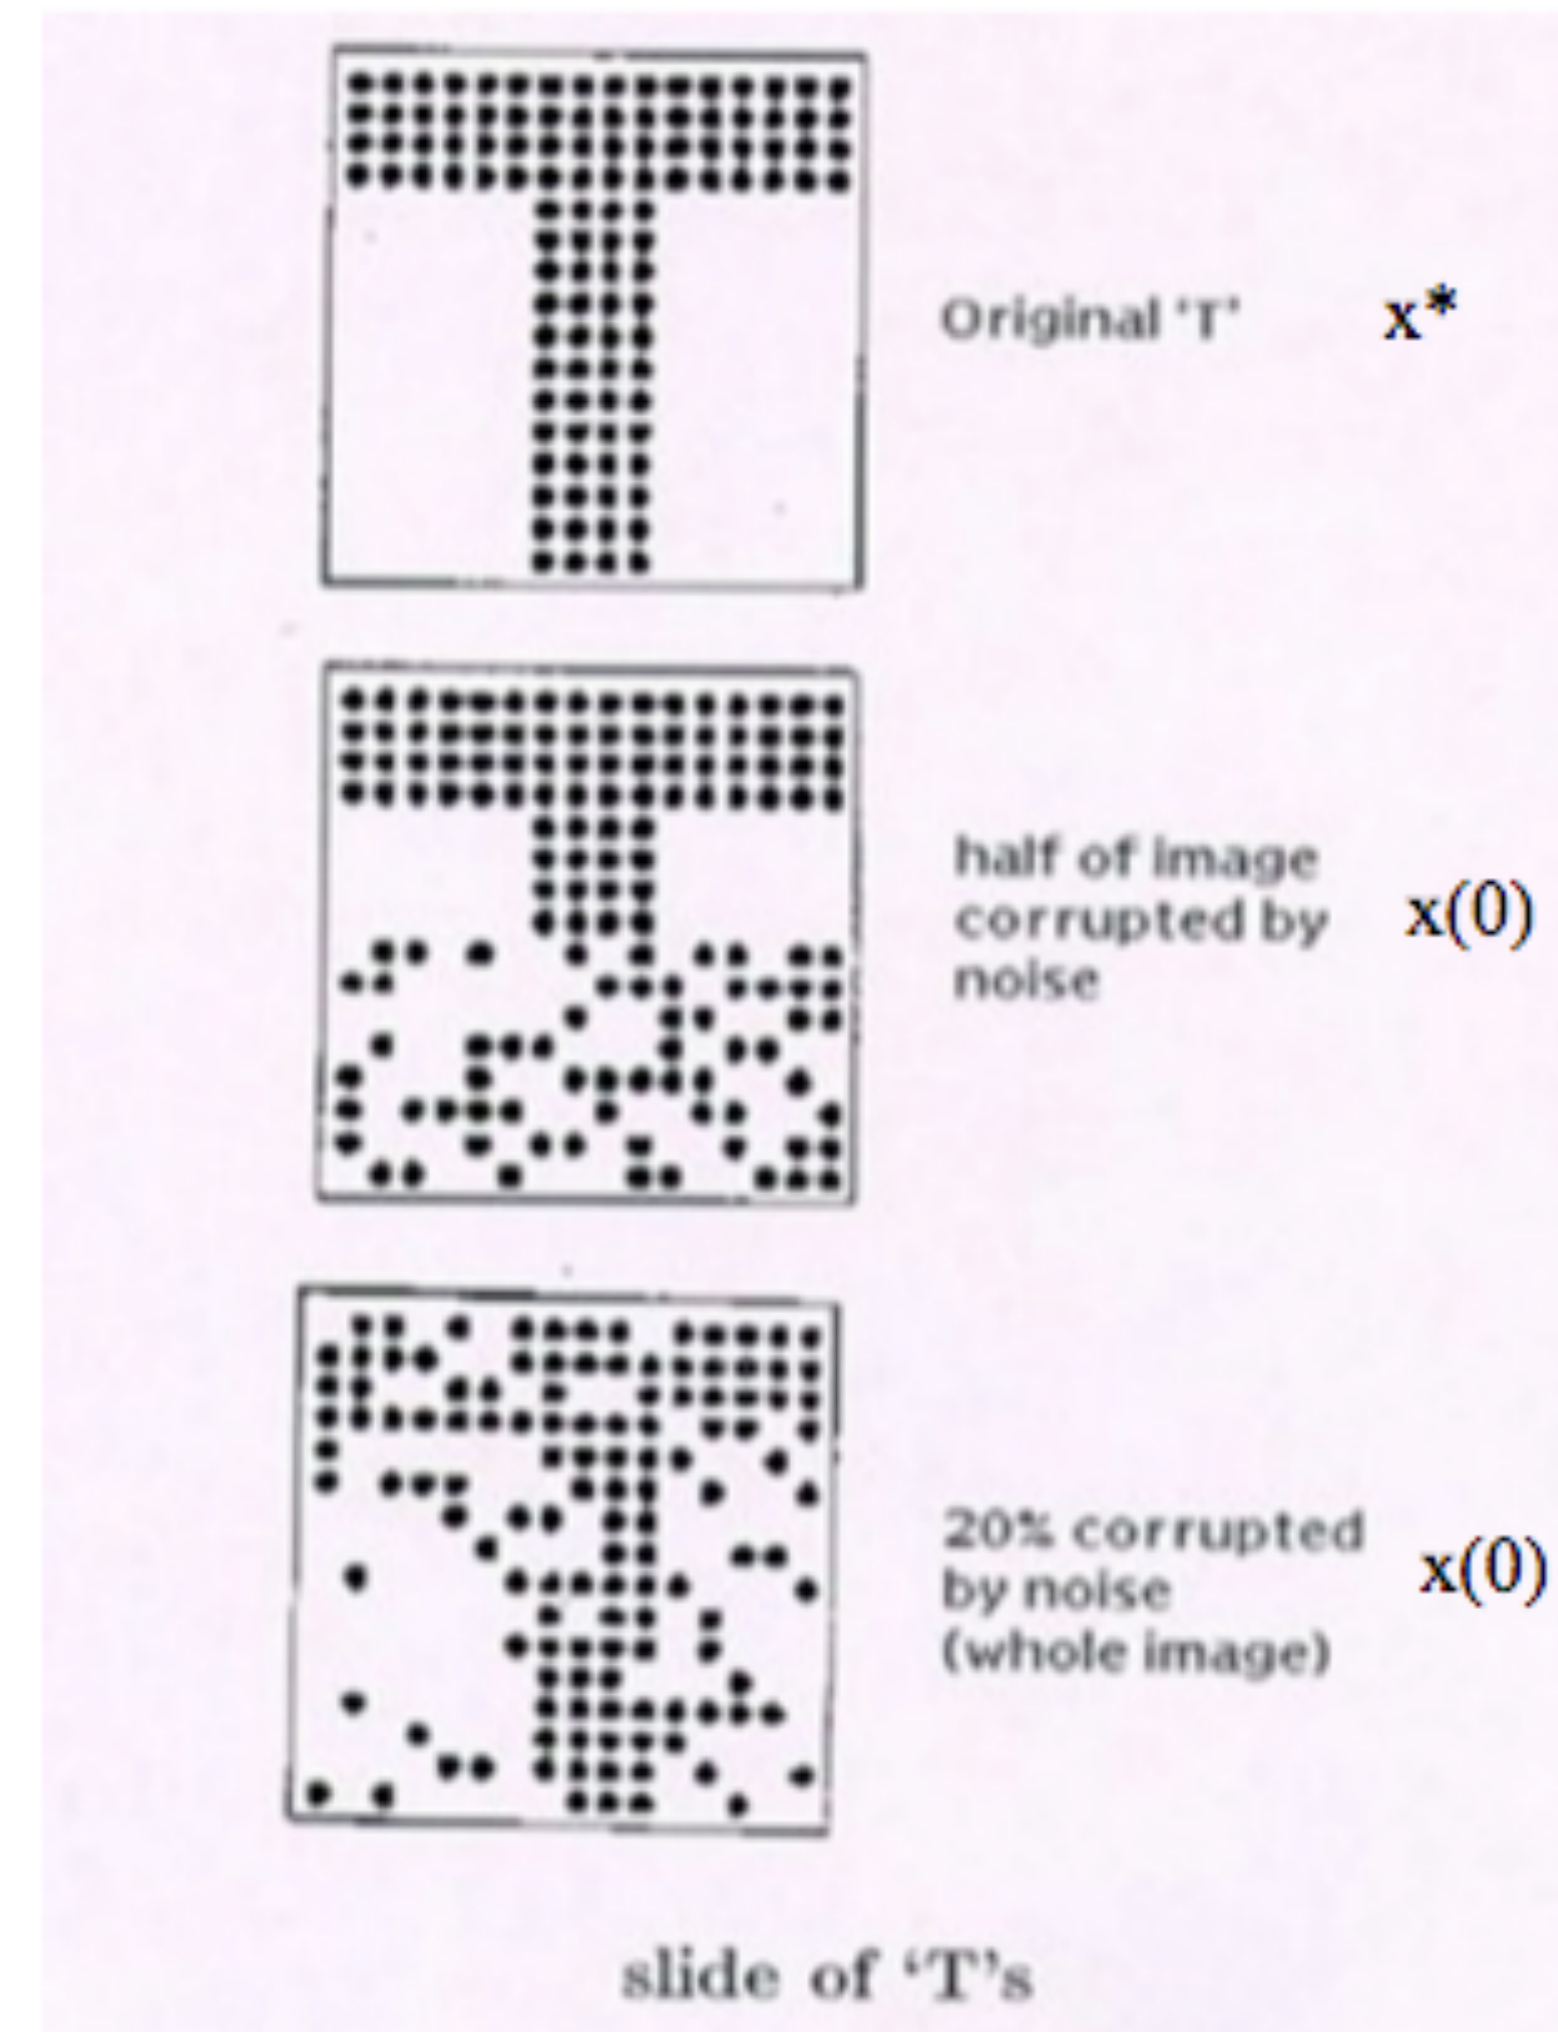 Original 'T' x*
half of image
corrupted by x(0)
noise
20% corrupted
by noise x(0)
(whole image)
slide of 'T's